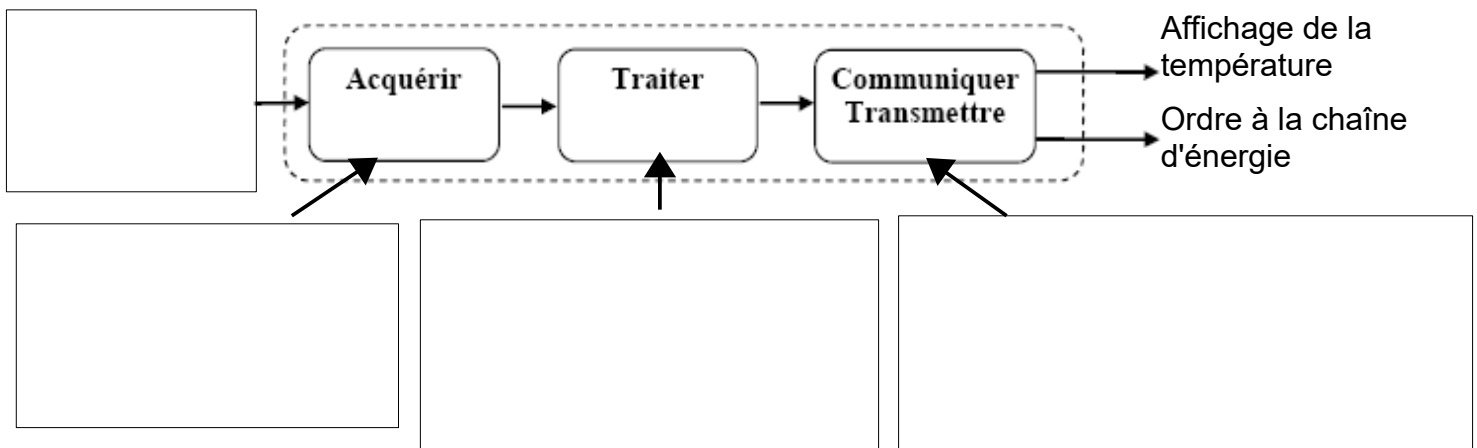 Acquérir
Traiter
Communiquer
Transmettre
Affichage de la
température
Ordre à la chaîne
d'énergie